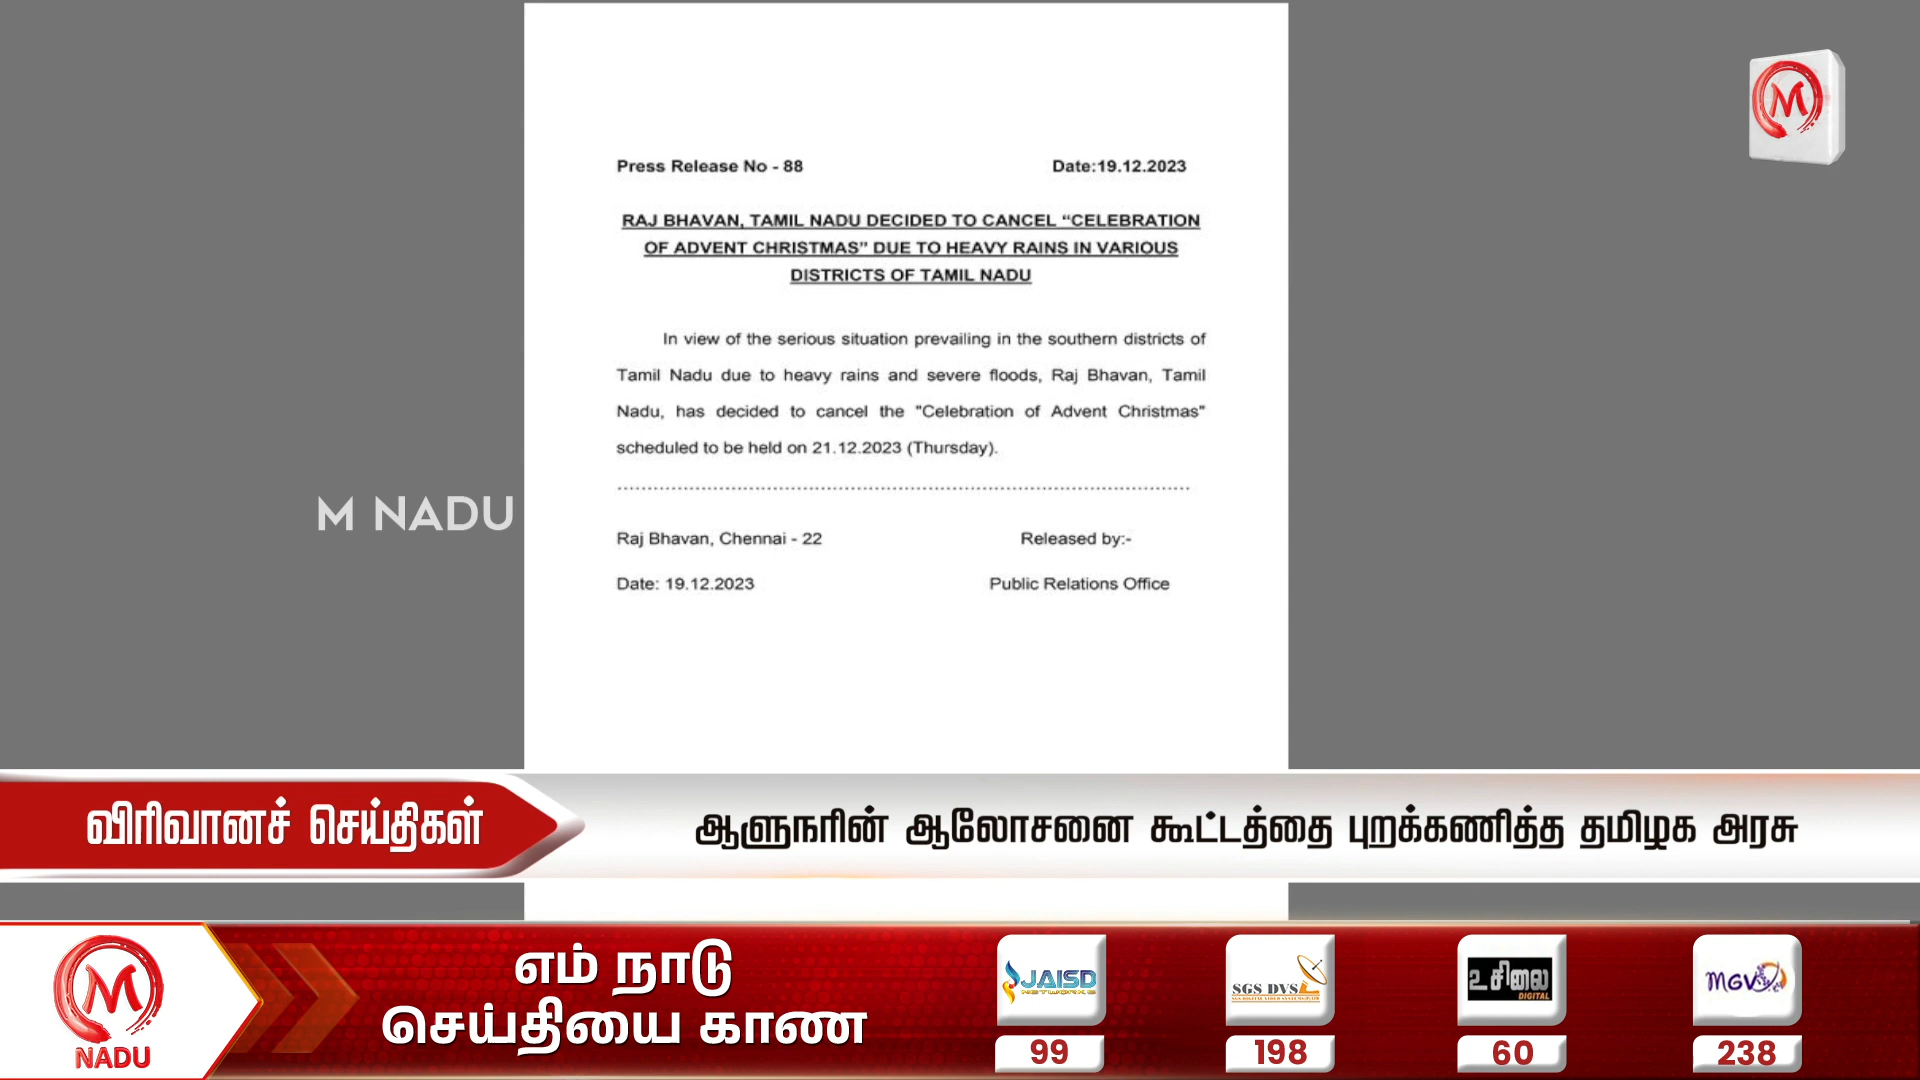 M
Press Release No - 88 Date:19.12.2023
RAJ BHAVAN, TAMIL NADU DECIDED TO CANCEL “CELEBRATION
OF ADVENT CHRISTMAS” DUE TO HEAVY RAINS IN VARIOUS
DISTRICTS OF TAMIL NADU
In view of the serious situation prevailing in the southern districts of
Tamil Nadu due to heavy rains and severe floods, Raj Bhavan, Tamil
Nadu, has decided to cancel the "Celebration of Advent Christmas"
scheduled to be held on 21.12.2023 (Thursday).
M NADU
Raj Bhavan, Chennai - 22 Released by:-
Date: 19.12.2023 Public Relations Office
விரிவானச் செய்திகள் ஆளுநரின் ஆலோசனை கூட்டத்தை புறக்கணித்த தமிழக அரசு
M
NADU
எம் நாடு
செய்தியை காண
JAISD
NETWORKS
99
SGS DVS
198
உசிலை
DIGITAL
60
MGV
238